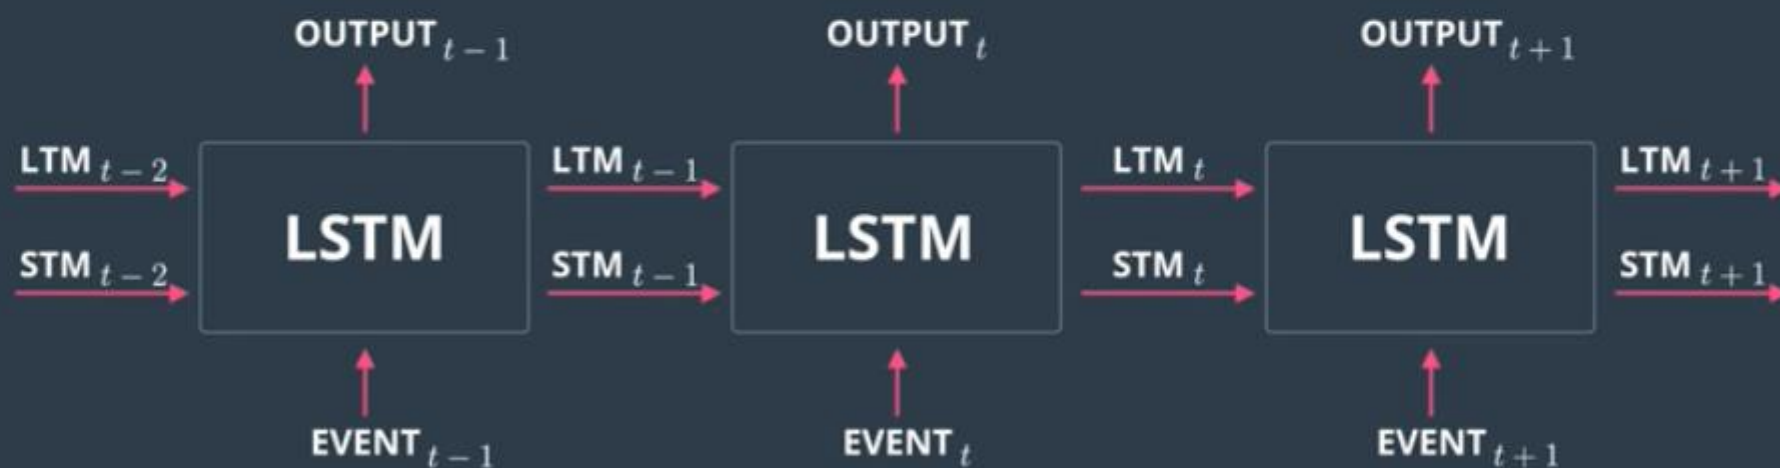 OUTPUT t − 1 OUTPUT t OUTPUT t + 1
LTM t − 2 LTM t − 1 LTM t LTM t + 1
LSTM LSTM LSTM
STM t − 2 STM t − 1 STM t STM t + 1
EVENT t − 1 EVENT t EVENT t + 1